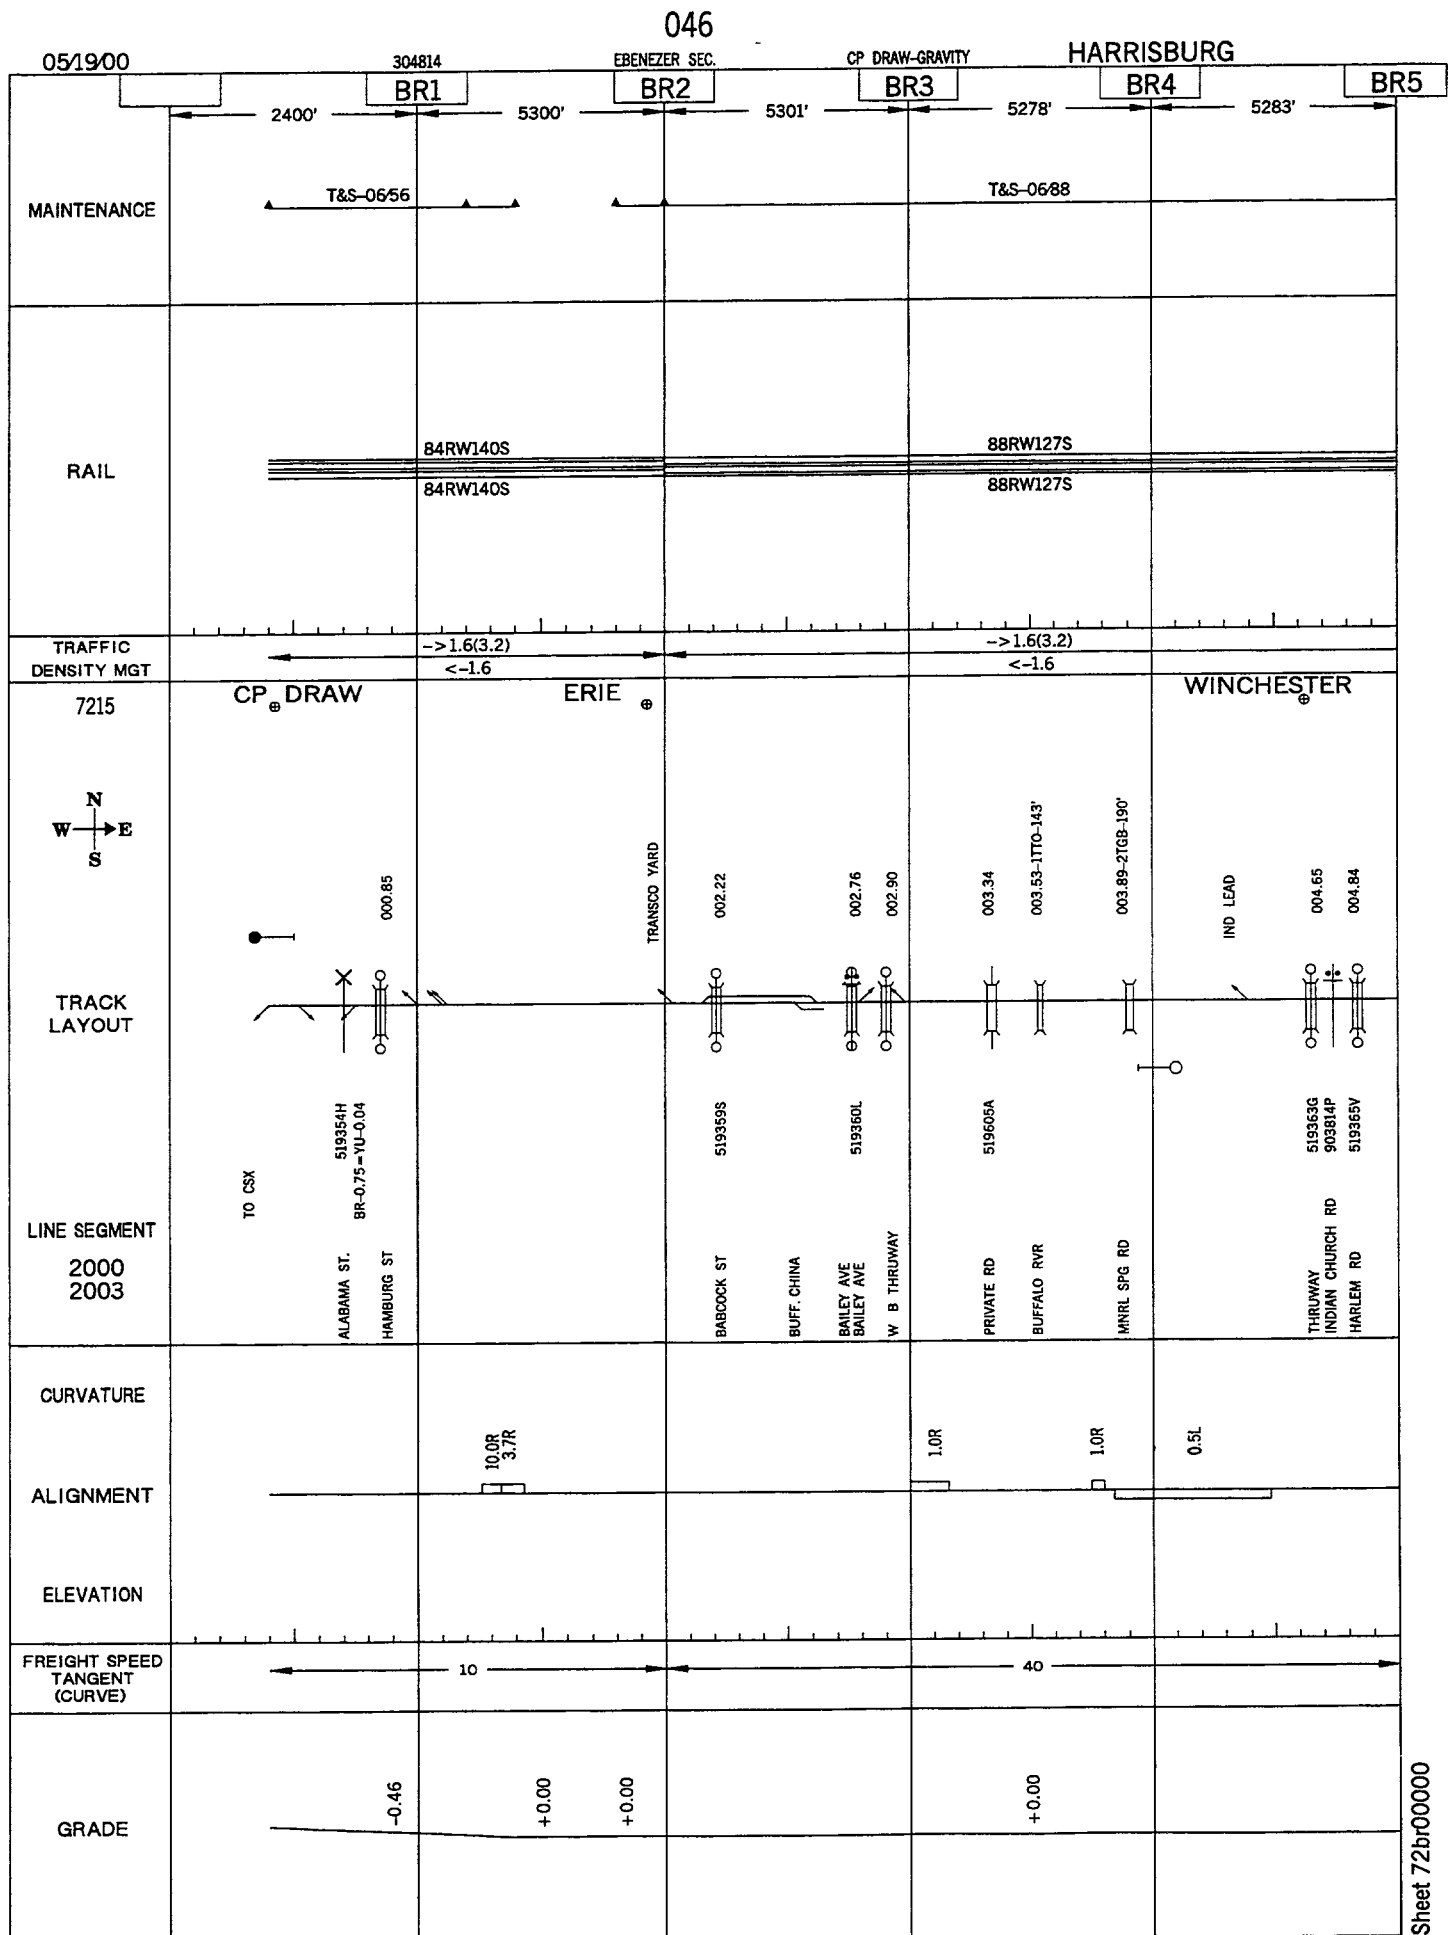 046
05/19/00
304814
EBENEZER SEC.
CP DRAW-GRAVITY
HARRISBURG
BR1
BR2
BR3
BR4
BR5
2400'
5300'
5301'
5278'
5283'
MAINTENANCE
T&S-06/56
T&S-06/88
RAIL
84RW140S
88RW127S
84RW140S
88RW127S
TRAFFIC
DENSITY MGT
->1.6(3.2)
<-1.6
->1.6(3.2)
<-1.6
7215
CP DRAW
ERIE
WINCHESTER
N
W E
S
000.85
TRANSCO YARD
002.22
002.76
002.90
003.34
003.53-1TTO-143'
003.89-2TGB-190'
IND LEAD
004.65
004.84
TRACK
LAYOUT
TO CSX
519354H
BR-0.75=YU-0.04
519359S
519360L
519605A
519363G
903814P
519365V
LINE SEGMENT
2000
2003
ALABAMA ST.
HAMBURG ST
BABCOCK ST
BUFF. CHINA
BAILEY AVE
BAILEY AVE
W B THRUWAY
PRIVATE RD
BUFFALO RVR
MNRL SPG RD
THRUWAY
INDIAN CHURCH RD
HARLEM RD
CURVATURE
10.0R
3.7R
1.0R
1.0R
0.5L
ALIGNMENT
ELEVATION
FREIGHT SPEED
TANGENT
(CURVE)
10
40
GRADE
-0.46
+0.00
+0.00
+0.00
Sheet 72br00000